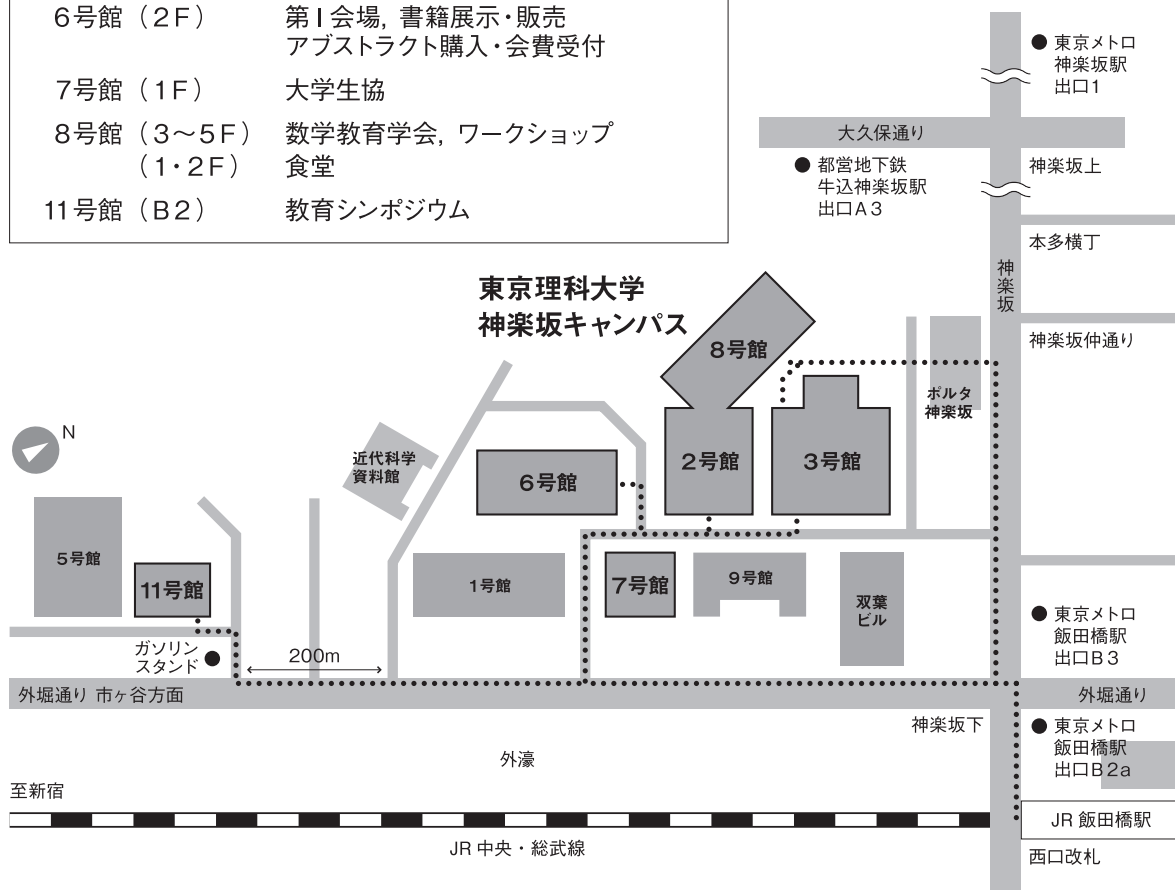 6号館（2F） 第Ⅰ会場, 書籍展示・販売
アブストラクト購入・会費受付
7号館（1F） 大学生協
8号館（3〜5F） 数学教育学会, ワークショップ
（1・2F） 食堂
11号館（B2） 教育シンポジウム
東京メトロ
神楽坂駅
出口1
大久保通り
都営地下鉄
牛込神楽坂駅
出口A3
神楽坂上
本多横丁
神楽坂
神楽坂仲通り
東京理科大学
神楽坂キャンパス
8号館
ポルタ
神楽坂
N
近代科学
資料館
6号館
2号館
3号館
5号館
11号館
1号館
7号館
9号館
双葉
ビル
ガソリン
スタンド
200m
東京メトロ
飯田橋駅
出口B3
外堀通り 市ヶ谷方面
外堀通り
神楽坂下
東京メトロ
飯田橋駅
出口B2a
外濠
至新宿
JR 飯田橋駅
JR 中央・総武線
西口改札